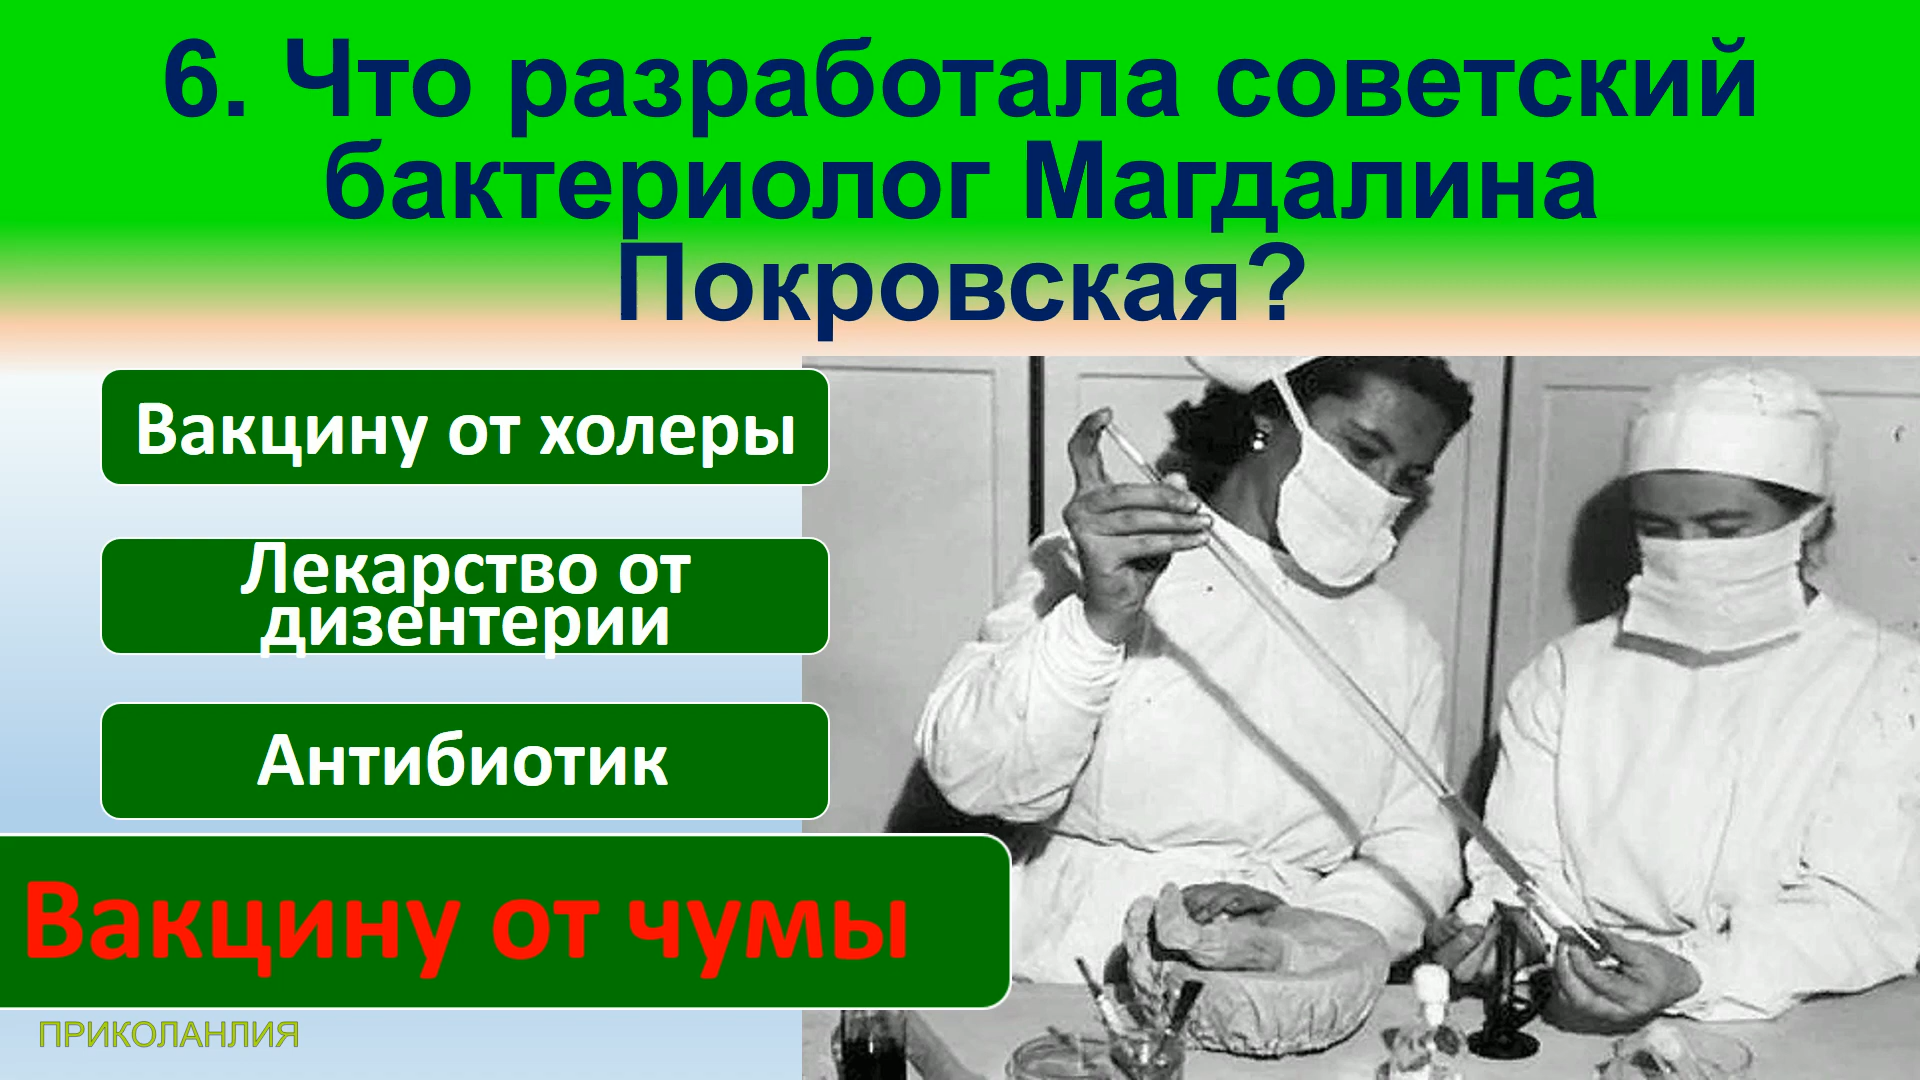 6. Что разработала советский
бактериолог Магдалина
Покровская?
Вакцину от холеры
Лекарство от
дизентерии
Антибиотик
Вакцину от чумы
ПРИКОЛАНЛИЯ